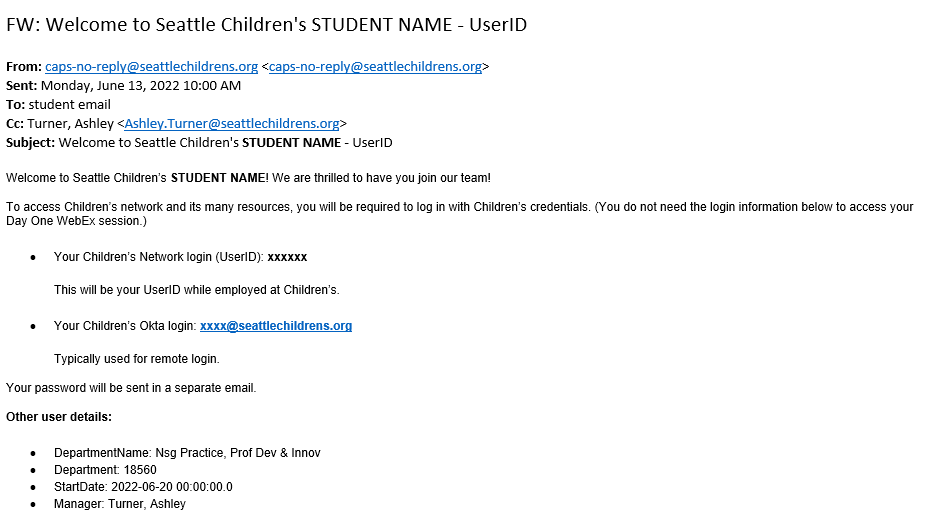 FW: Welcome to Seattle Children's STUDENT NAME - UserID
From: caps-no-reply@seattlechildrens.org <caps-no-reply@seattlechildrens.org>
Sent: Monday, June 13, 2022 10:00 AM
To: student email
Cc: Turner, Ashley <Ashley.Turner@seattlechildrens.org>
Subject: Welcome to Seattle Children's STUDENT NAME - UserID
Welcome to Seattle Children’s STUDENT NAME! We are thrilled to have you join our team!
To access Children’s network and its many resources, you will be required to log in with Children’s credentials. (You do not need the login information below to access your
Day One WebEx session.)
• Your Children’s Network login (UserID): xxxxxx
This will be your UserID while employed at Children’s.
• Your Children’s Okta login: xxxx@seattlechildrens.org
Typically used for remote login.
Your password will be sent in a separate email.
Other user details:
• DepartmentName: Nsg Practice, Prof Dev & Innov
• Department: 18560
• StartDate: 2022-06-20 00:00:00.0
• Manager: Turner, Ashley